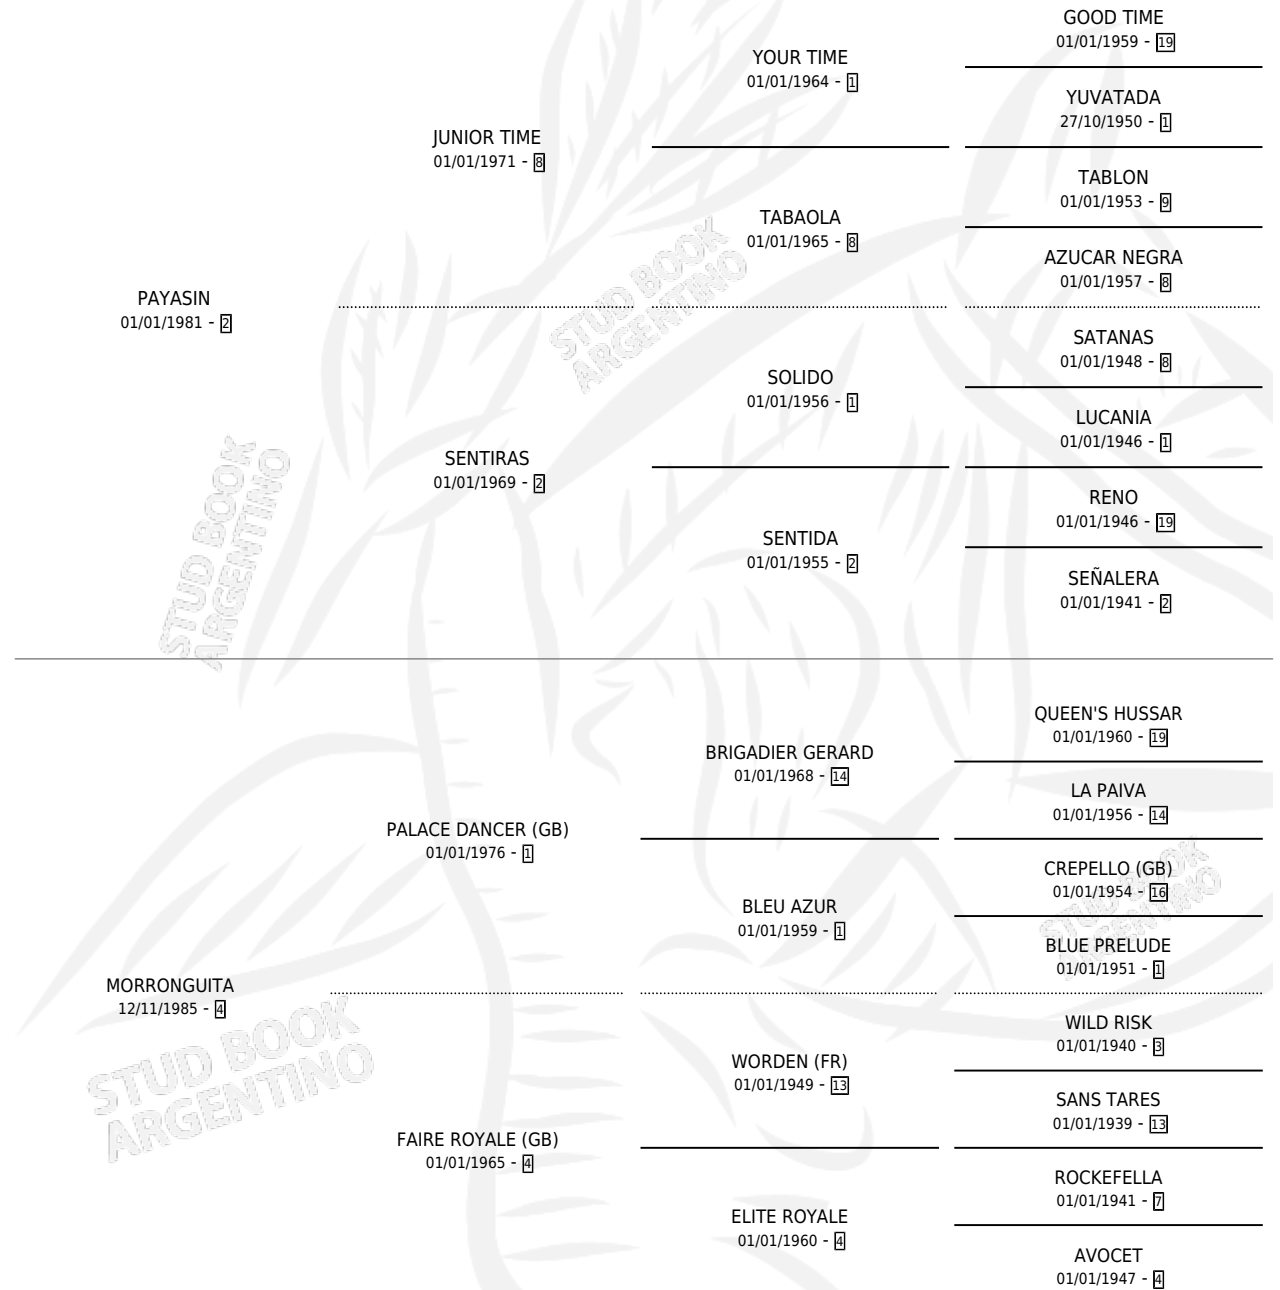 GOOD TIME
01/01/1959 - 19
YOUR TIME
01/01/1964 - 1
YUVATADA
27/10/1950 - 1
JUNIOR TIME
01/01/1971 - 8
TABLON
01/01/1953 - 9
TABAOLA
01/01/1965 - 8
AZUCAR NEGRA
01/01/1957 - 8
PAYASIN
01/01/1981 - 2
SATANAS
01/01/1948 - 8
SOLIDO
01/01/1956 - 1
LUCANIA
01/01/1946 - 1
SENTIRAS
01/01/1969 - 2
RENO
01/01/1946 - 19
SENTIDA
01/01/1955 - 2
SEÑALERA
01/01/1941 - 2
STUD BOOK
ARGENTINO
STUD BOOK
ARGENTINO
QUEEN'S HUSSAR
01/01/1960 - 19
BRIGADIER GERARD
01/01/1968 - 14
LA PAIVA
01/01/1956 - 14
PALACE DANCER (GB)
01/01/1976 - 1
CREPELLO (GB)
01/01/1954 - 16
BLEU AZUR
01/01/1959 - 1
BLUE PRELUDE
01/01/1951 - 1
MORRONGUITA
12/11/1985 - 4
WILD RISK
01/01/1940 - 3
WORDEN (FR)
01/01/1949 - 13
SANS TARES
01/01/1939 - 13
FAIRE ROYALE (GB)
01/01/1965 - 4
ROCKEFELLA
01/01/1941 - 7
ELITE ROYALE
01/01/1960 - 4
AVOCET
01/01/1947 - 4
STUD BOOK
ARGENTINO
STUD BOOK
ARGENTINO